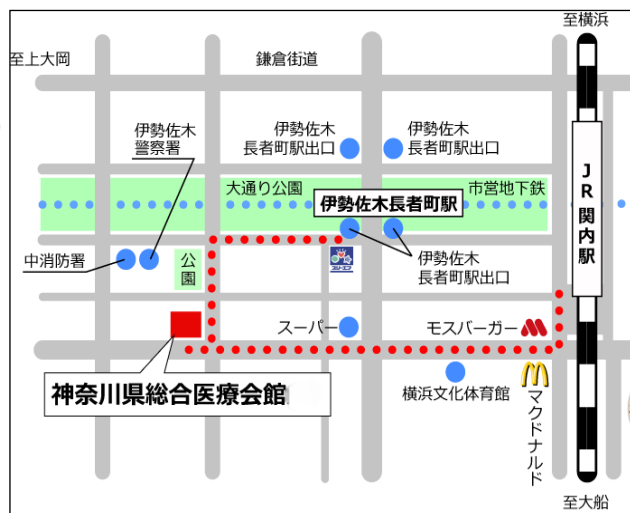 至横浜
至上大岡
鎌倉街道
伊勢佐木
警察署
伊勢佐木
長者町駅出口
伊勢佐木
長者町駅出口
JR関内駅
大通り公園
市営地下鉄
伊勢佐木長者町駅
中消防署
公園
伊勢佐木
長者町駅出口
スーパー
モスバーガー
神奈川県総合医療会館
横浜文化体育館
マクドナルド
至大船